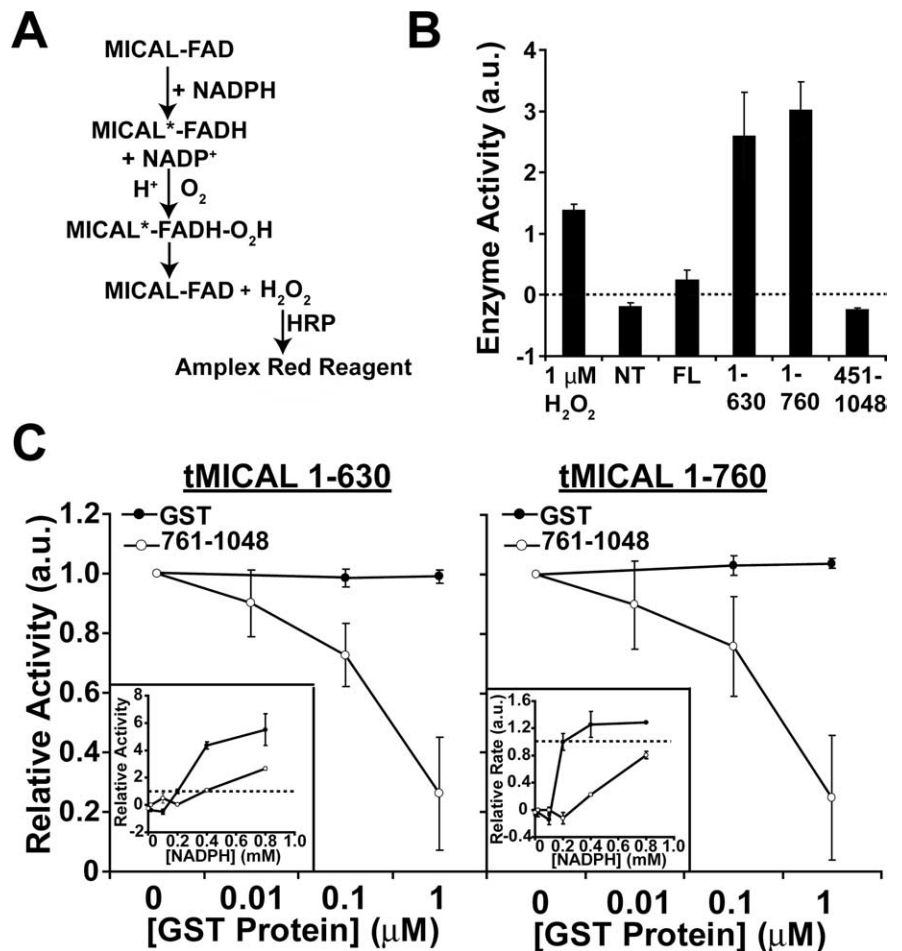 A
MICAL-FAD
+ NADPH
MICAL*-FADH
+ NADP⁺
H⁺ O₂
MICAL*-FADH-O₂H
MICAL-FAD + H₂O₂
HRP
Amplex Red Reagent
B
Enzyme Activity (a.u.)
4
3
2
1
0
-1
1 μM H₂O₂
NT
FL
1-630
1-760
451-1048
C
tMICAL 1-630
GST
761-1048
Relative Activity (a.u.)
1.2
1.0
0.8
0.6
0.4
0.2
0
Relative Activity
8
6
4
2
0
-2
0 0.2 0.4 0.6 0.8 1.0
[NADPH] (mM)
0 0.01 0.1 1
[GST Protein] (μM)
tMICAL 1-760
GST
761-1048
Relative Rate (a.u.)
1.6
1.2
0.8
0.4
0
-0.4
0 0.2 0.4 0.6 0.8 1.0
[NADPH] (mM)
0 0.01 0.1 1
[GST Protein] (μM)